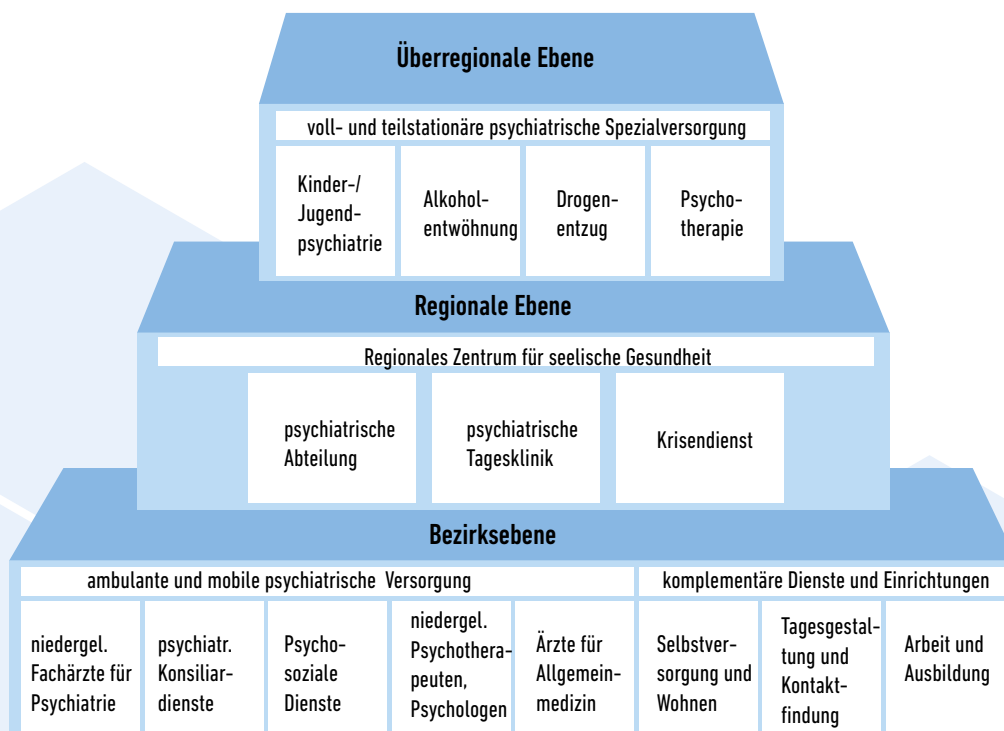 Überregionale Ebene
voll- und teilstationäre psychiatrische Spezialversorgung
Kinder-/
Jugend-
psychiatrie
Alkohol-
entwöhnung
Drogen-
entzug
Psycho-
therapie
Regionale Ebene
Regionales Zentrum für seelische Gesundheit
psychiatrische
Abteilung
psychiatrische
Tagesklinik
Krisendienst
Bezirksebene
ambulante und mobile psychiatrische Versorgung
komplementäre Dienste und Einrichtungen
niedergel.
Fachärzte für
Psychiatrie
psychiatr.
Konsiliar-
dienste
Psycho-
soziale
Dienste
niedergel.
Psychothera-
peuten,
Psychologen
Ärzte für
Allgemein-
medizin
Selbstver-
sorgung und
Wohnen
Tagesgestal-
tung und
Kontakt-
findung
Arbeit und
Ausbildung